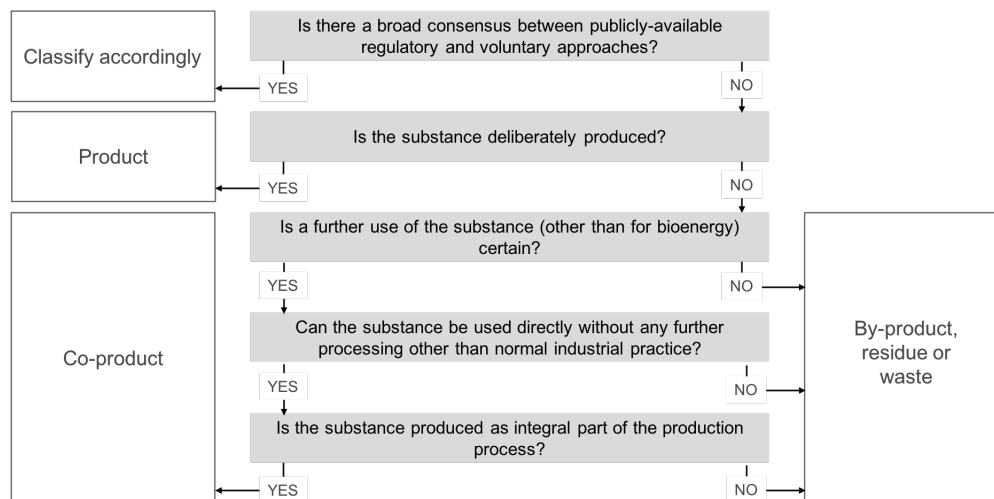 Is there a broad consensus between publicly-available
regulatory and voluntary approaches?
Classify accordingly
YES
NO
Is the substance deliberately produced?
Product
YES
NO
Is a further use of the substance (other than for bioenergy)
certain?
YES
NO
Can the substance be used directly without any further
processing other than normal industrial practice?
Co-product
By-product,
residue or
waste
YES
NO
Is the substance produced as integral part of the production
process?
YES
NO